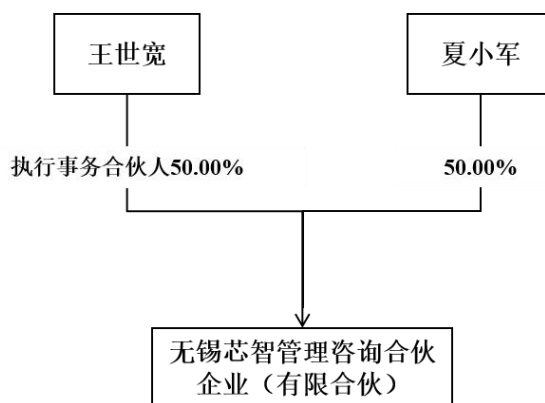 王世宽
夏小军
执行事务合伙人50.00%
50.00%
无锡芯智管理咨询合伙
企业（有限合伙）